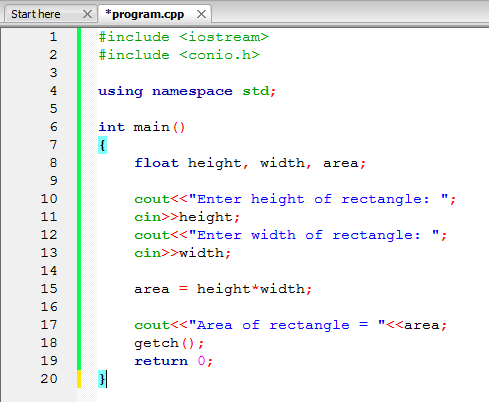 Start here *program.cpp
1 #include <iostream>
2 #include <conio.h>
3
4 using namespace std;
5
6 int main()
7 {
8     float height, width, area;
9
10     cout<<"Enter height of rectangle: ";
11     cin>>height;
12     cout<<"Enter width of rectangle: ";
13     cin>>width;
14
15     area = height*width;
16
17     cout<<"Area of rectangle = "<<area;
18     getch();
19     return 0;
20 }